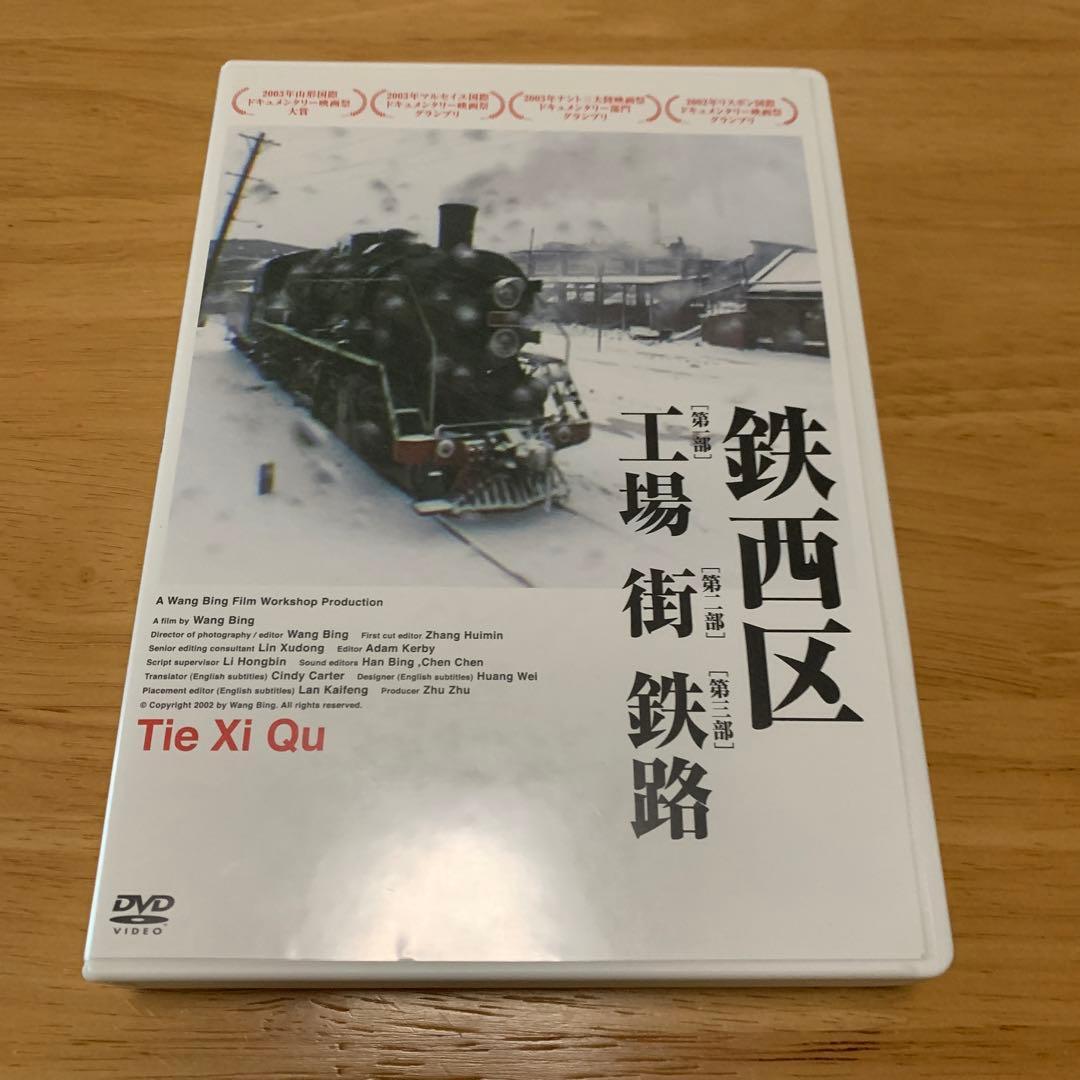 2003年山形国際
ドキュメンタリー映画祭
大賞
2003年マルセイユ国際
ドキュメンタリー映画祭
グランプリ
2003年ナント三大陸映画祭
ドキュメンタリー部門
グランプリ
2002年リスボン国際
ドキュメンタリー映画祭
グランプリ
鉄西区
[第一部]
工場
[第二部]
街
[第三部]
鉄路
A Wang Bing Film Workshop Production
A film by Wang Bing
Director of photography / editor Wang Bing First cut editor Zhang Huimin
Senior editing consultant Lin Xudong Editor Adam Kerby
Script supervisor Li Hongbin Sound editors Han Bing ,Chen Chen
Translator (English subtitles) Cindy Carter Designer (English subtitles) Huang Wei
Placement editor (English subtitles) Lan Kaifeng Producer Zhu Zhu
© Copyright 2002 by Wang Bing. All rights reserved.
Tie Xi Qu
DVD
VIDEO